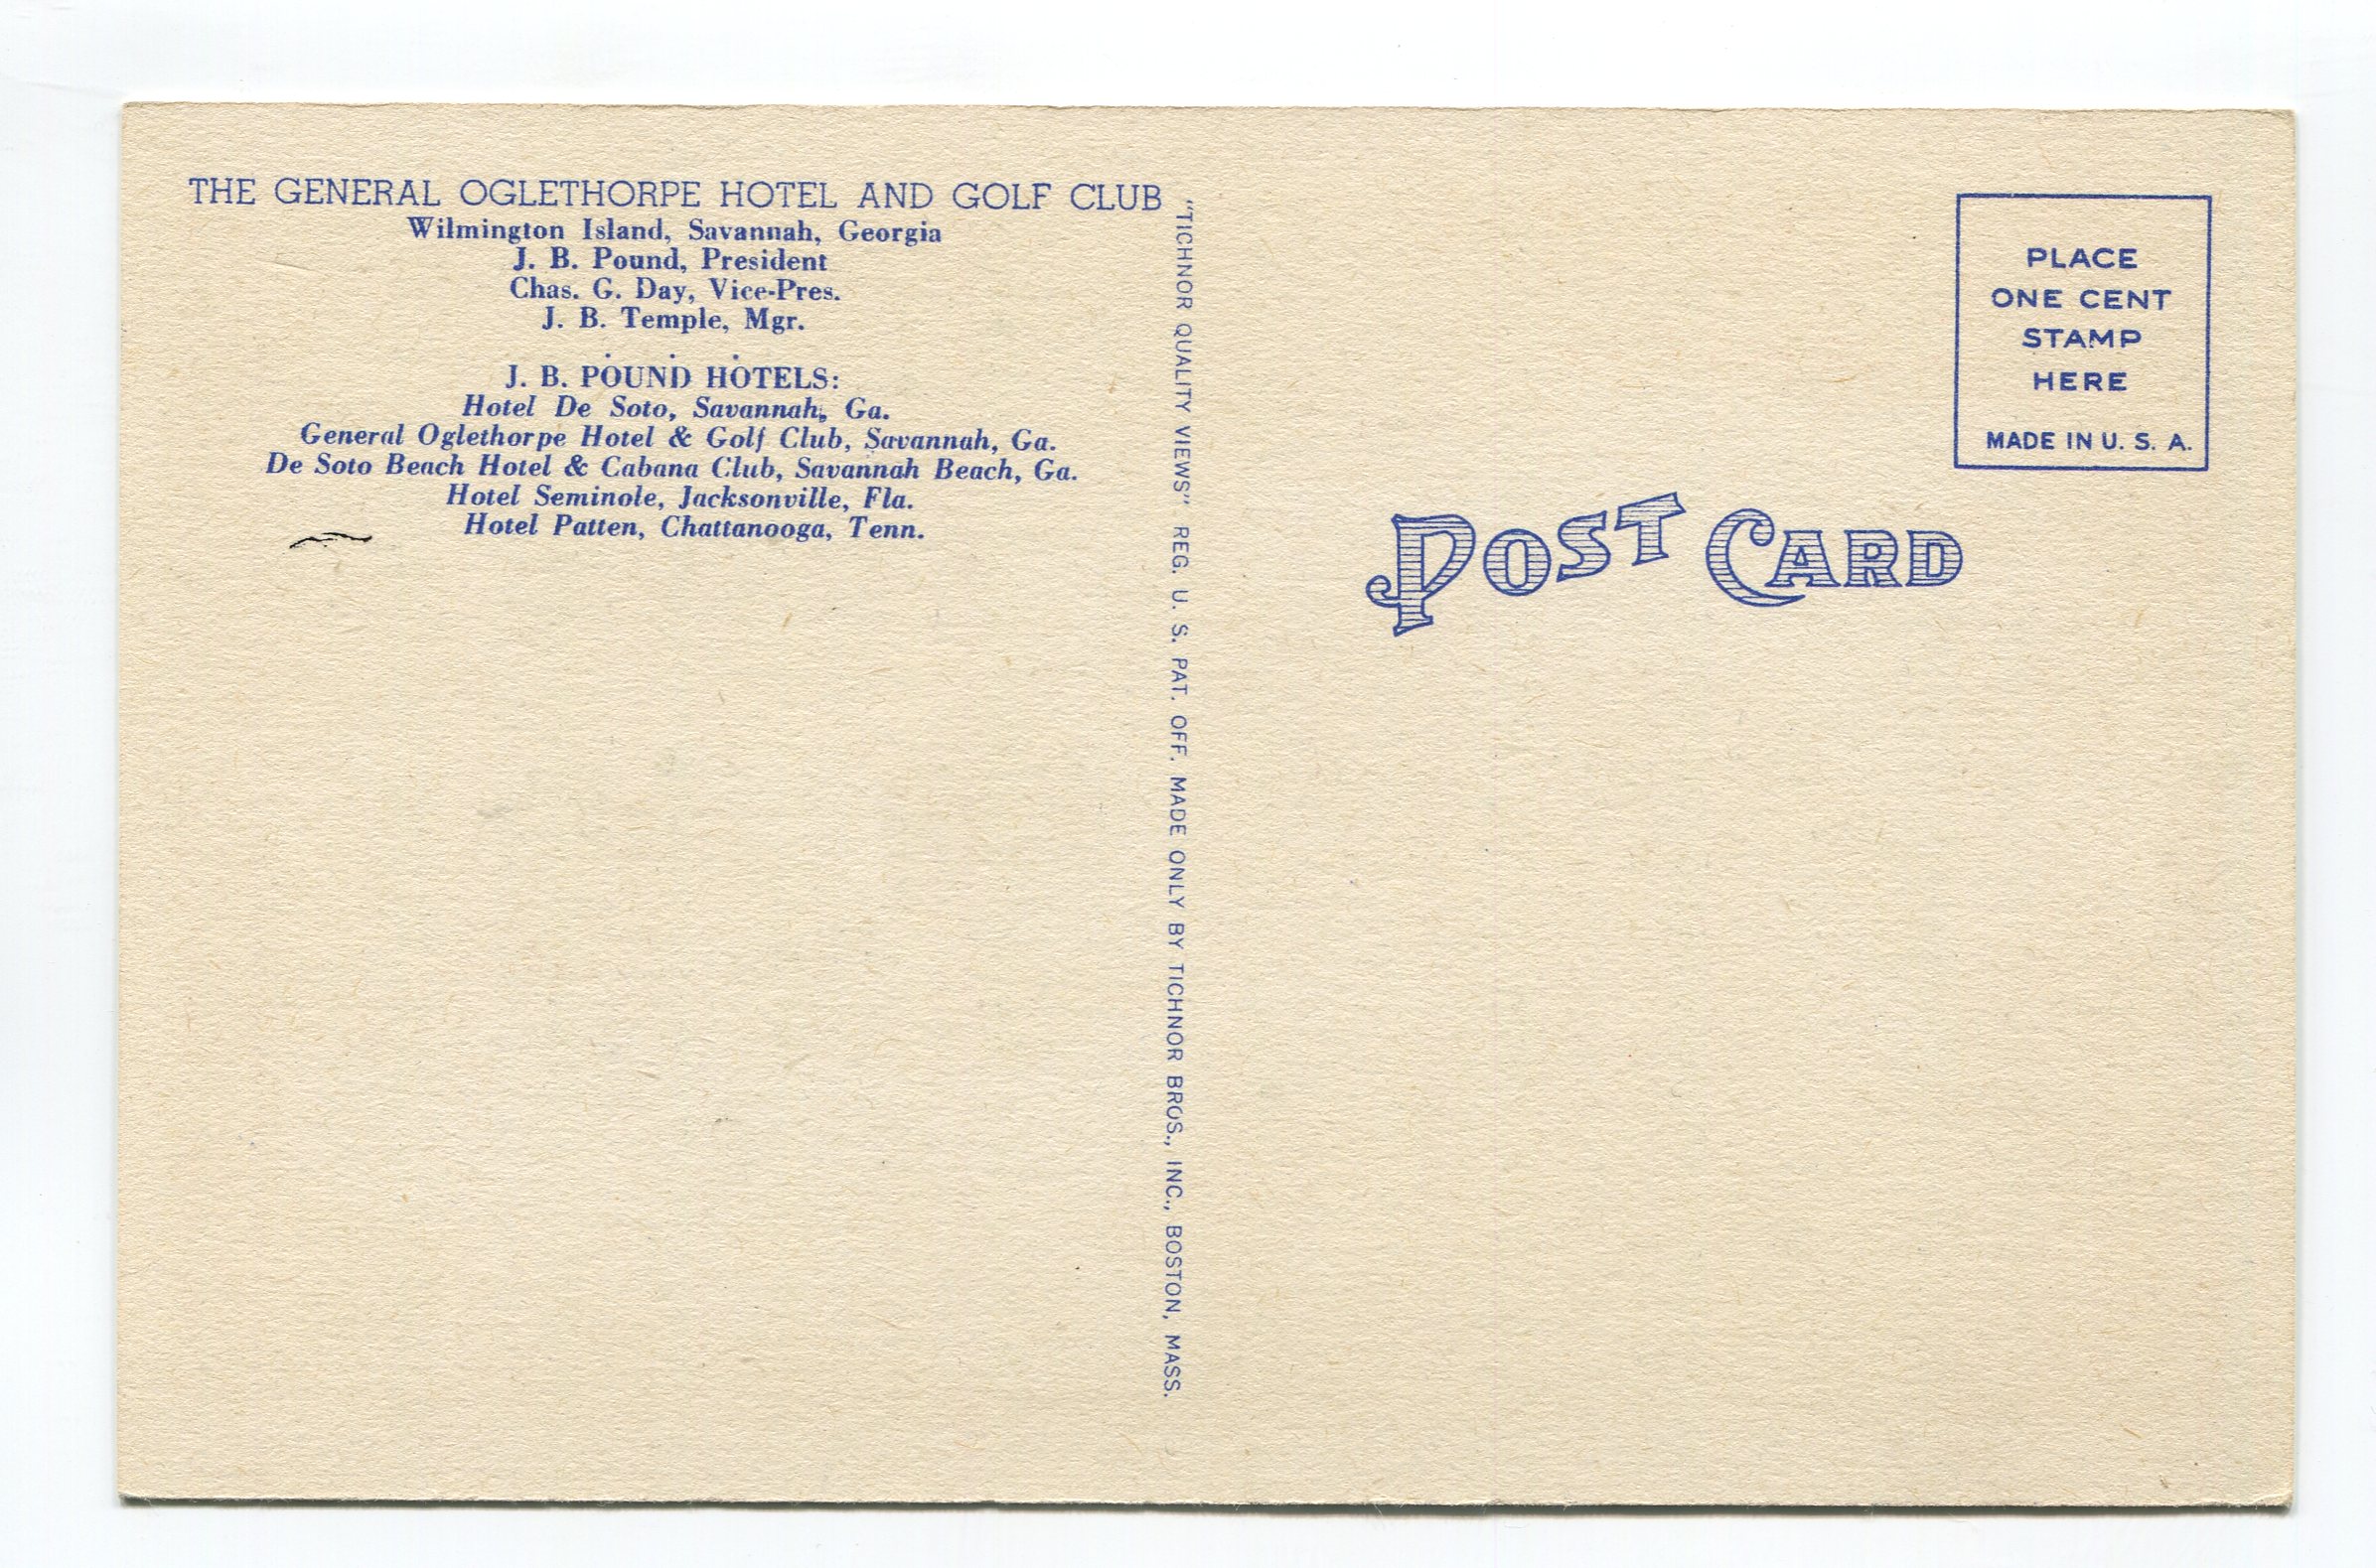 THE GENERAL OGLETHORPE HOTEL AND GOLF CLUB
Wilmington Island, Savannah, Georgia
J. B. Pound, President
Chas. G. Day, Vice-Pres.
J. B. Temple, Mgr.
. . .
J. B. POUND HOTELS:
Hotel De Soto, Savannah, Ga.
General Oglethorpe Hotel & Golf Club, Savannah, Ga.
De Soto Beach Hotel & Cabana Club, Savannah Beach, Ga.
Hotel Seminole, Jacksonville, Fla.
Hotel Patten, Chattanooga, Tenn.
"TICHNOR QUALITY VIEWS" REG. U. S. PAT. OFF. MADE ONLY BY TICHNOR BROS., INC., BOSTON, MASS.
PLACE
ONE CENT
STAMP
HERE
MADE IN U. S. A.
POST CARD